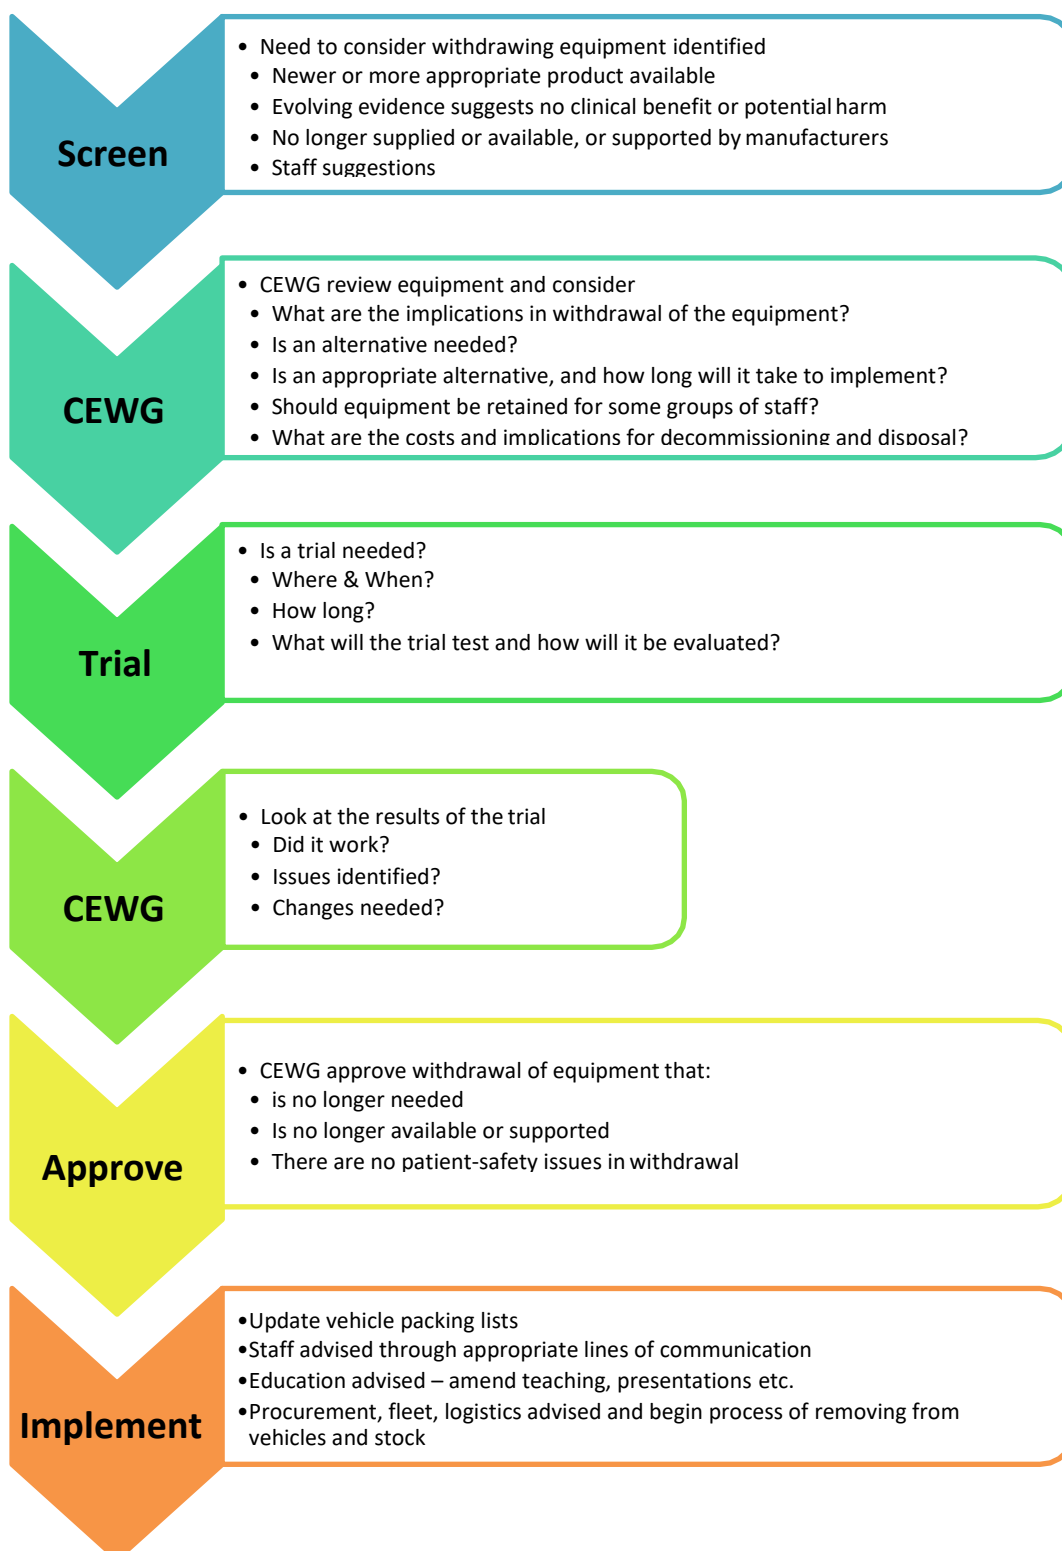 Screen
• Need to consider withdrawing equipment identified
• Newer or more appropriate product available
• Evolving evidence suggests no clinical benefit or potential harm
• No longer supplied or available, or supported by manufacturers
• Staff suggestions
CEWG
• CEWG review equipment and consider
• What are the implications in withdrawal of the equipment?
• Is an alternative needed?
• Is an appropriate alternative, and how long will it take to implement?
• Should equipment be retained for some groups of staff?
• What are the costs and implications for decommissioning and disposal?
Trial
• Is a trial needed?
• Where & When?
• How long?
• What will the trial test and how will it be evaluated?
CEWG
• Look at the results of the trial
• Did it work?
• Issues identified?
• Changes needed?
Approve
• CEWG approve withdrawal of equipment that:
• is no longer needed
• Is no longer available or supported
• There are no patient-safety issues in withdrawal
Implement
•Update vehicle packing lists
•Staff advised through appropriate lines of communication
•Education advised – amend teaching, presentations etc.
•Procurement, fleet, logistics advised and begin process of removing from
vehicles and stock